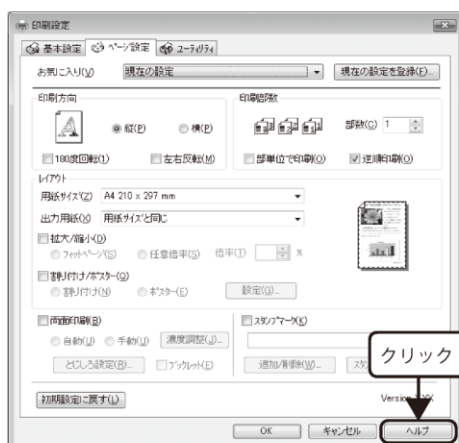 印刷設定
基本設定 ページ設定 ユーティリティ
お気に入り(V) 現在の設定 現在の設定を登録(F)...
印刷方向
縦(P) 横(P)
180度回転(1) 左右反転(M)
印刷部数
部数(C) 1
部単位で印刷(O) 逆順印刷(O)
レイアウト
用紙サイズ(Z) A4 210 x 297 mm
出力用紙(X) 用紙サイズと同じ
拡大/縮小(D)
フィットページ(S) 任意倍率(S) 倍率(T) %
割り付け/ポスター(Q)
割り付け(N) ポスター(E) 設定(G)...
両面印刷(B)
自動(U) 手動(U) 濃度調整(J)...
とじしろ設定(R)... ブックレット(E)
スタンプマーク(K)
追加/削除(W)...
クリック
初期設定に戻す(L)
OK キャンセル ヘルプ